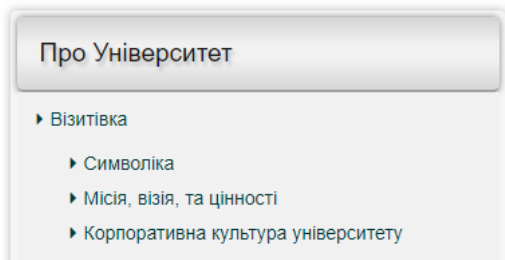 Про Університет
Візитівка
Символіка
Місія, візія, та цінності
Корпоративна культура університету